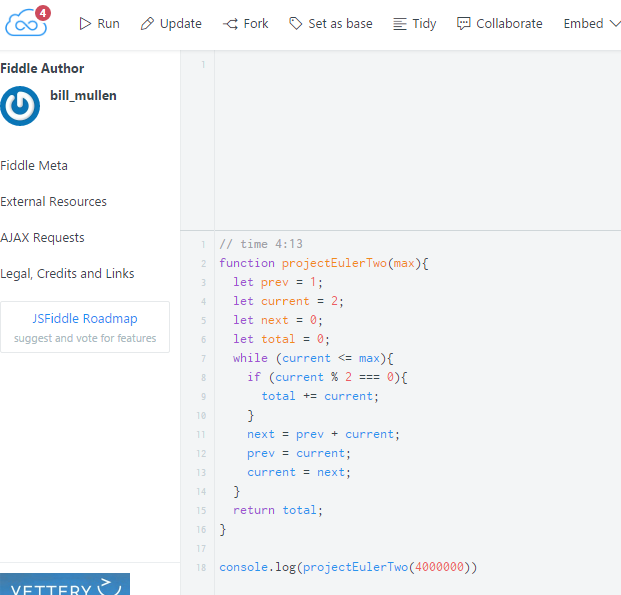 4 Run Update Fork Set as base Tidy Collaborate Embed
Fiddle Author
bill_mullen
Fiddle Meta
External Resources
AJAX Requests
Legal, Credits and Links
JSFiddle Roadmap
suggest and vote for features
VETTERY
1
1 // time 4:13
2 function projectEulerTwo(max){
3 let prev = 1;
4 let current = 2;
5 let next = 0;
6 let total = 0;
7 while (current <= max){
8 if (current % 2 === 0){
9 total += current;
10 }
11 next = prev + current;
12 prev = current;
13 current = next;
14 }
15 return total;
16 }
17
18 console.log(projectEulerTwo(4000000))